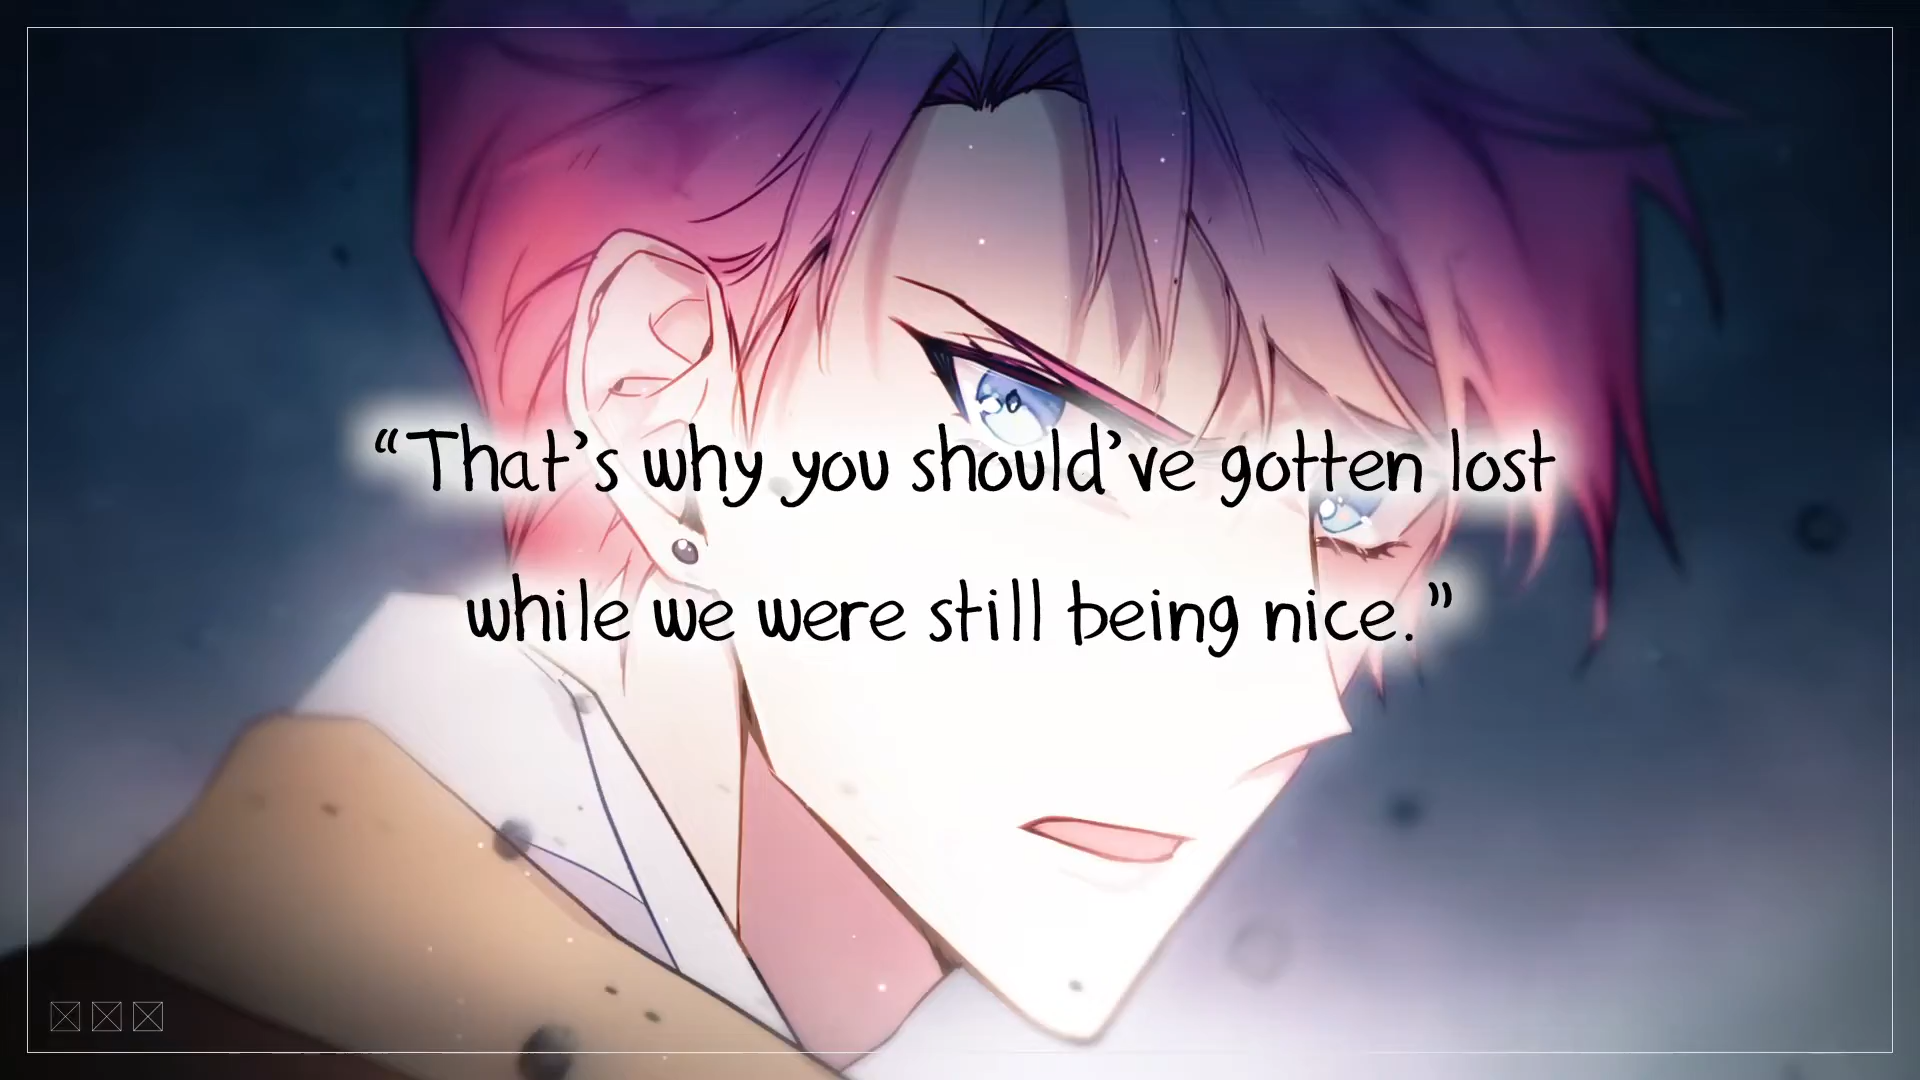 “That’s why you should’ve gotten lost
while we were still being nice.”